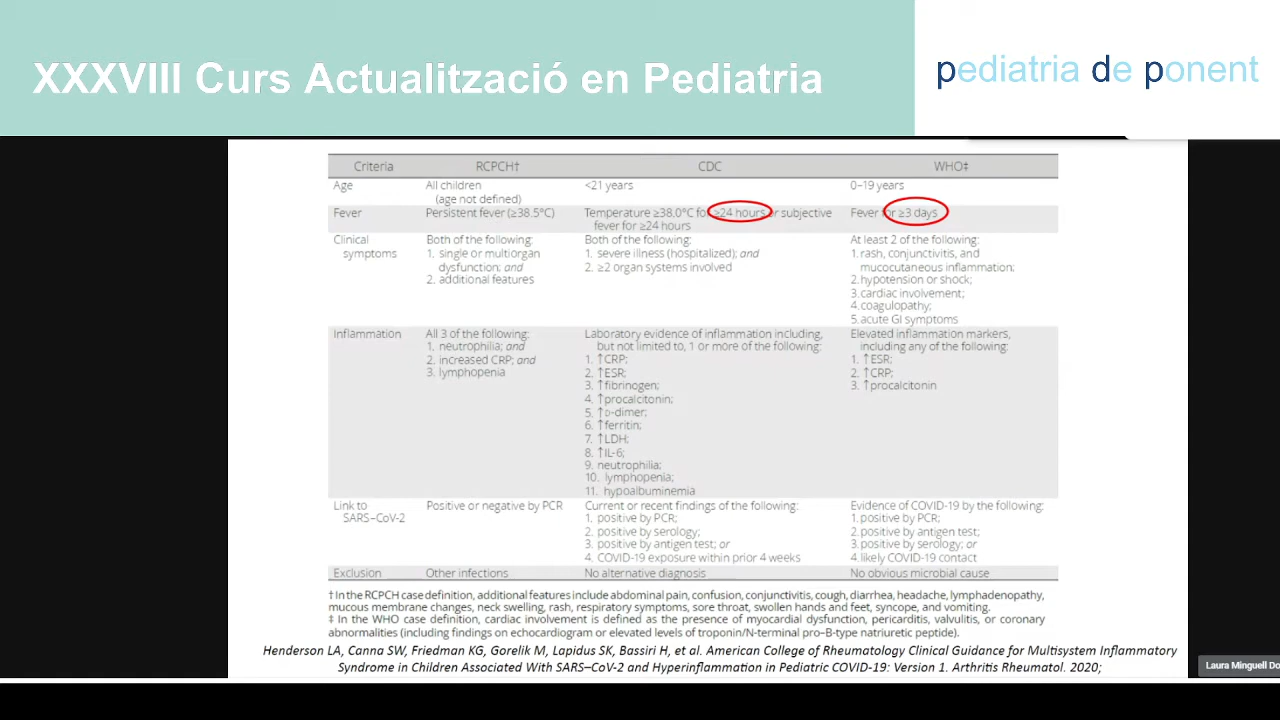 XXXVIII Curs Actualització en Pediatria
pediatria de ponent
Criteria RCPCH† CDC WHO‡
Age All children <21 years 0–19 years
(age not defined)
Fever Persistent fever (≥38.5°C) Temperature ≥38.0°C for ≥24 hours or subjective Fever for ≥3 days
fever for ≥24 hours
Clinical Both of the following: Both of the following: At least 2 of the following:
symptoms 1. single or multiorgan 1. severe illness (hospitalized); and 1. rash, conjunctivitis, and
dysfunction; and 2. ≥2 organ systems involved mucocutaneous inflammation;
2. additional features 2. hypotension or shock;
3. cardiac involvement;
4. coagulopathy;
5. acute GI symptoms
Inflammation All 3 of the following: Laboratory evidence of inflammation including, Elevated inflammation markers,
1. neutrophilia; and but not limited to, 1 or more of the following: including any of the following:
2. increased CRP; and 1. ↑CRP; 1. ↑ESR;
3. lymphopenia 2. ↑ESR; 2. ↑CRP;
3. ↑fibrinogen; 3. ↑procalcitonin
4. ↑procalcitonin;
5. ↑D-dimer;
6. ↑ferritin;
7. ↑LDH;
8. ↑IL-6;
9. neutrophilia;
10. lymphopenia;
11. hypoalbuminemia
Link to Positive or negative by PCR Current or recent findings of the following: Evidence of COVID-19 by the following:
SARS–CoV-2 1. positive by PCR; 1. positive by PCR;
2. positive by serology; 2. positive by antigen test;
3. positive by antigen test; or 3. positive by serology; or
4. COVID-19 exposure within prior 4 weeks 4. likely COVID-19 contact
Exclusion Other infections No alternative diagnosis No obvious microbial cause
† In the RCPCH case definition, additional features include abdominal pain, confusion, conjunctivitis, cough, diarrhea, headache, lymphadenopathy,
mucous membrane changes, neck swelling, rash, respiratory symptoms, sore throat, swollen hands and feet, syncope, and vomiting.
‡ In the WHO case definition, cardiac involvement is defined as the presence of myocardial dysfunction, pericarditis, valvulitis, or coronary
abnormalities (including findings on echocardiogram or elevated levels of troponin/N-terminal pro–B-type natriuretic peptide).
Henderson LA, Canna SW, Friedman KG, Gorelik M, Lapidus SK, Bassiri H, et al. American College of Rheumatology Clinical Guidance for Multisystem Inflammatory
Syndrome in Children Associated With SARS–CoV-2 and Hyperinflammation in Pediatric COVID-19: Version 1. Arthritis Rheumatol. 2020;
Laura Minguell Do